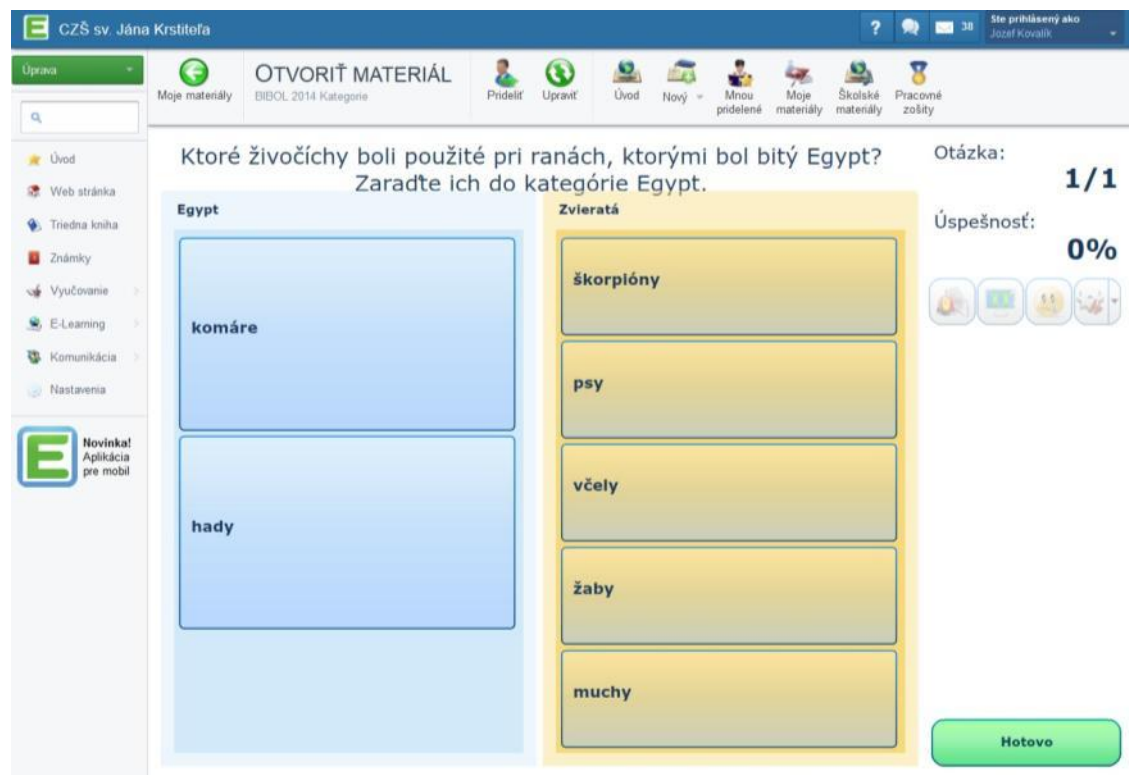 CZŠ sv. Jána Krstiteľa
?
38
Ste prihlásený ako
Jozef Kovalík
Úprava
Moje materiály
OTVORIŤ MATERIÁL
BIBOL 2014 Kategorie
Prideliť
Upraviť
Úvod
Nový
Mnou
pridelené
Moje
materiály
Školské
materiály
Pracovné
zošity
Úvod
Web stránka
Triedna kniha
Známky
Vyučovanie
E-Learning
Komunikácia
Nastavenia
E
Novinka!
Aplikácia
pre mobil
Ktoré živočíchy boli použité pri ranách, ktorými bol bitý Egypt?
Zaraďte ich do kategórie Egypt.
Egypt
komáre
hady
Zvieratá
škorpióny
psy
včely
žaby
muchy
Otázka:
1/1
Úspešnosť:
0%
Hotovo